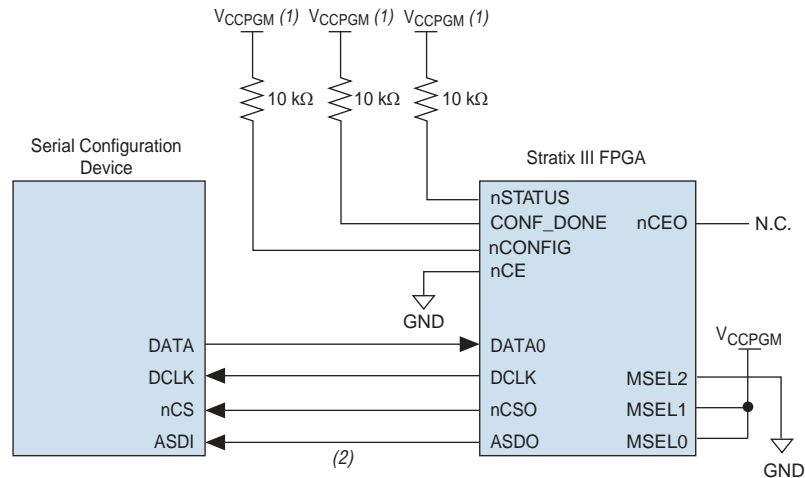 VCCPGM (1) VCCPGM (1) VCCPGM (1)
10 kΩ 10 kΩ 10 kΩ
Serial Configuration
Device
Stratix III FPGA
nSTATUS
CONF_DONE nCEO N.C.
nCONFIG
nCE
GND
VCCPGM
DATA DATA0
DCLK DCLK MSEL2
nCS nCSO MSEL1
ASDI ASDO MSEL0
(2)
GND